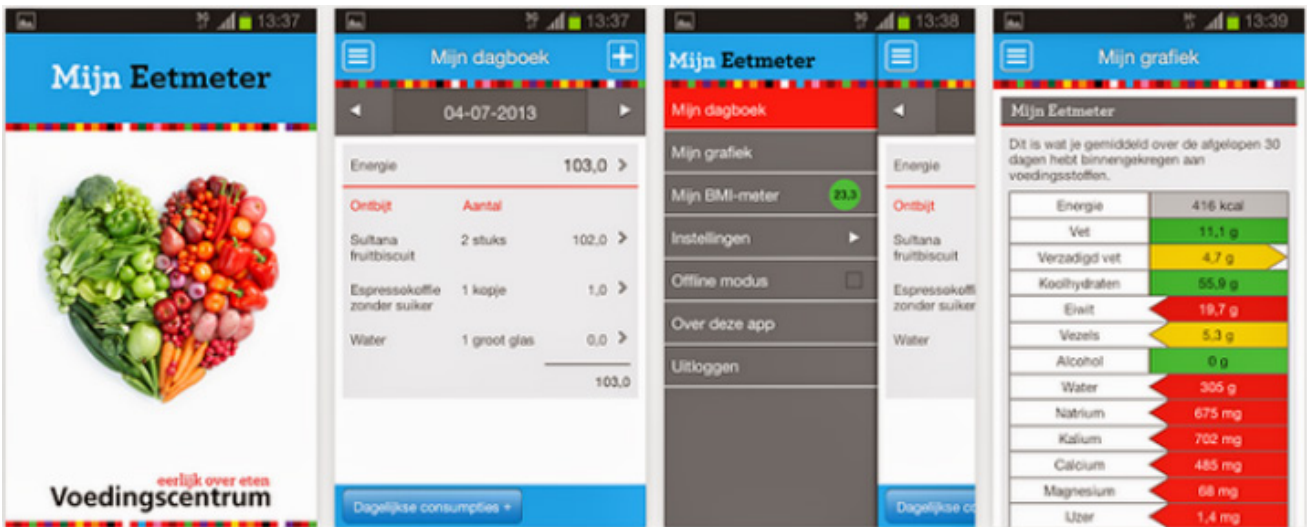 13:37
Mijn Eetmeter
eerlijk over eten
Voedingscentrum
13:37
Mijn dagboek
04-07-2013
Energie 103,0
Ontbijt Aantal
Sultana fruitbiscuit 2 stuks 102,0
Espressokoffie zonder suiker 1 kopje 1,0
Water 1 groot glas 0,0
103,0
Dagelijkse consumpties +
13:38
Mijn Eetmeter
Mijn dagboek
Mijn grafiek
Mijn BMI-meter 23,3
Instellingen
Offline modus
Over deze app
Uitloggen
Energie
Ontbijt
Sultana
fruitbiscuit
Espressokoffi
zonder suiker
Water
Dagelijkse co
13:39
Mijn grafiek
Mijn Eetmeter
Dit is wat je gemiddeld over de afgelopen 30
dagen hebt binnengekregen aan
voedingsstoffen.
Energie 416 kcal
Vet 11,1 g
Verzadigd vet 4,7 g
Koolhydraten 55,9 g
Eiwit 19,7 g
Vezels 5,3 g
Alcohol 0 g
Water 305 g
Natrium 675 mg
Kalium 702 mg
Calcium 485 mg
Magnesium 68 mg
IJzer 1,4 mg